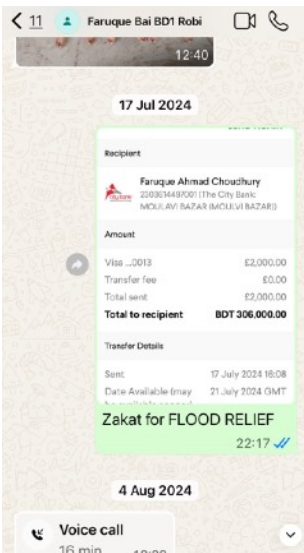 11
Faruque Bai BD1 Robi
12:40
17 Jul 2024
Recipient
Faruque Ahmad Choudhury
(The City Bank:
MOULAVI BAZAR (MOULVI BAZAR))
Amount
Visa ...0013 £2,000.00
Transfer fee £0.00
Total sent £2,000.00
Total to recipient BDT 306,000.00
Transfer Details
Sent 17 July 2024 16:08
Date Available (may 21 July 2024 GMT
Zakat for FLOOD RELIEF
22:17
4 Aug 2024
Voice call
16 min